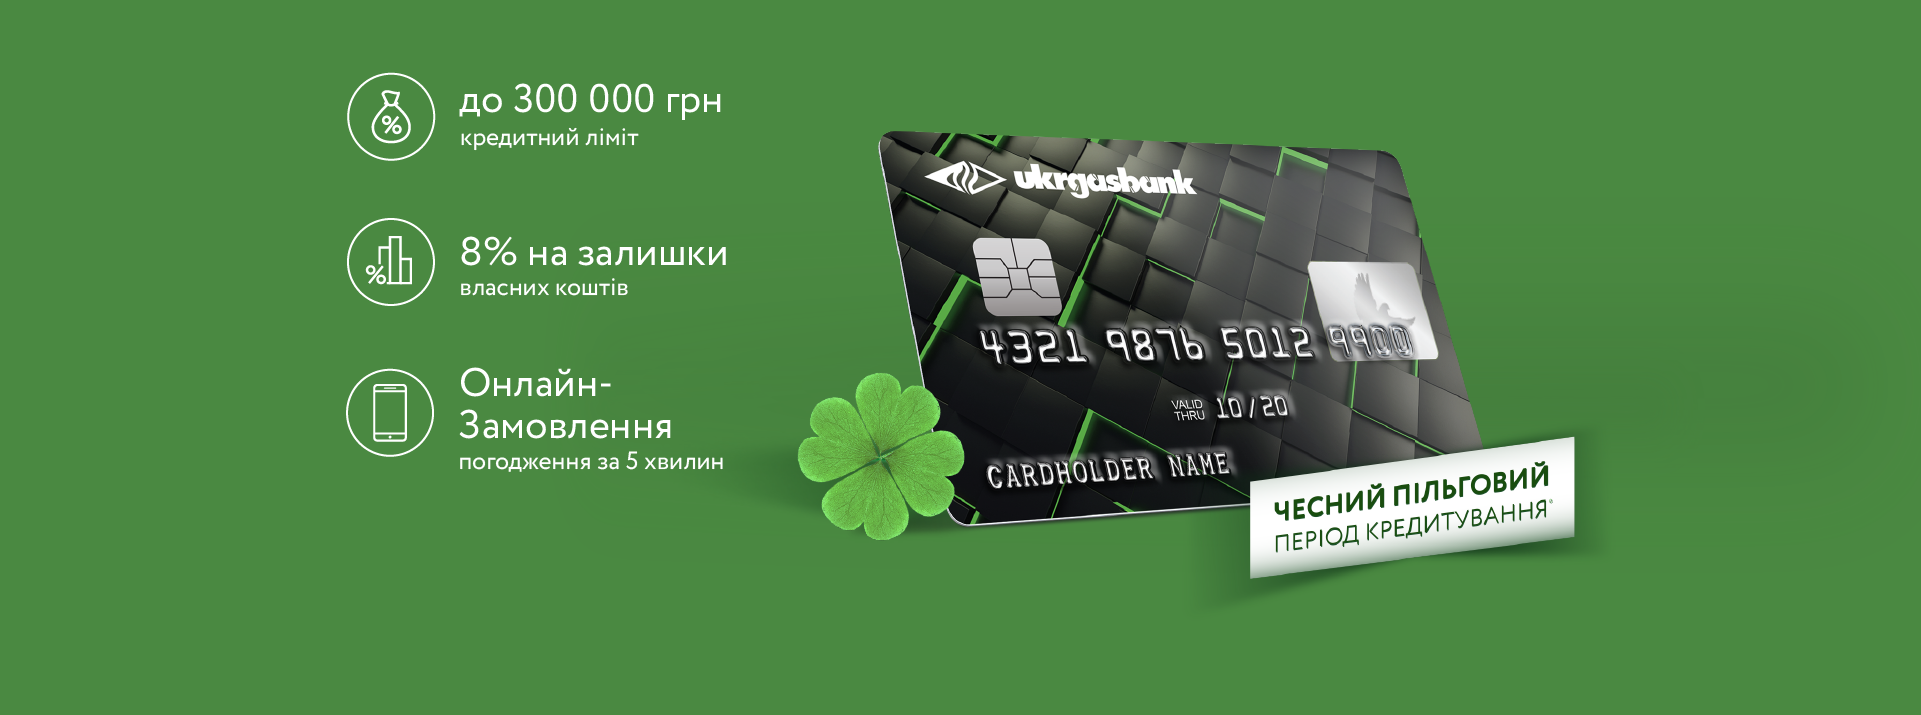 до 300 000 грн
кредитний ліміт
8% на залишки
власних коштів
Онлайн-
Замовлення
погодження за 5 хвилин
ukrgasbank
4321 9876 5012 9900
VALID
THRU 10/20
CARDHOLDER NAME
ЧЕСНИЙ ПІЛЬГОВИЙ
ПЕРІОД КРЕДИТУВАННЯ*